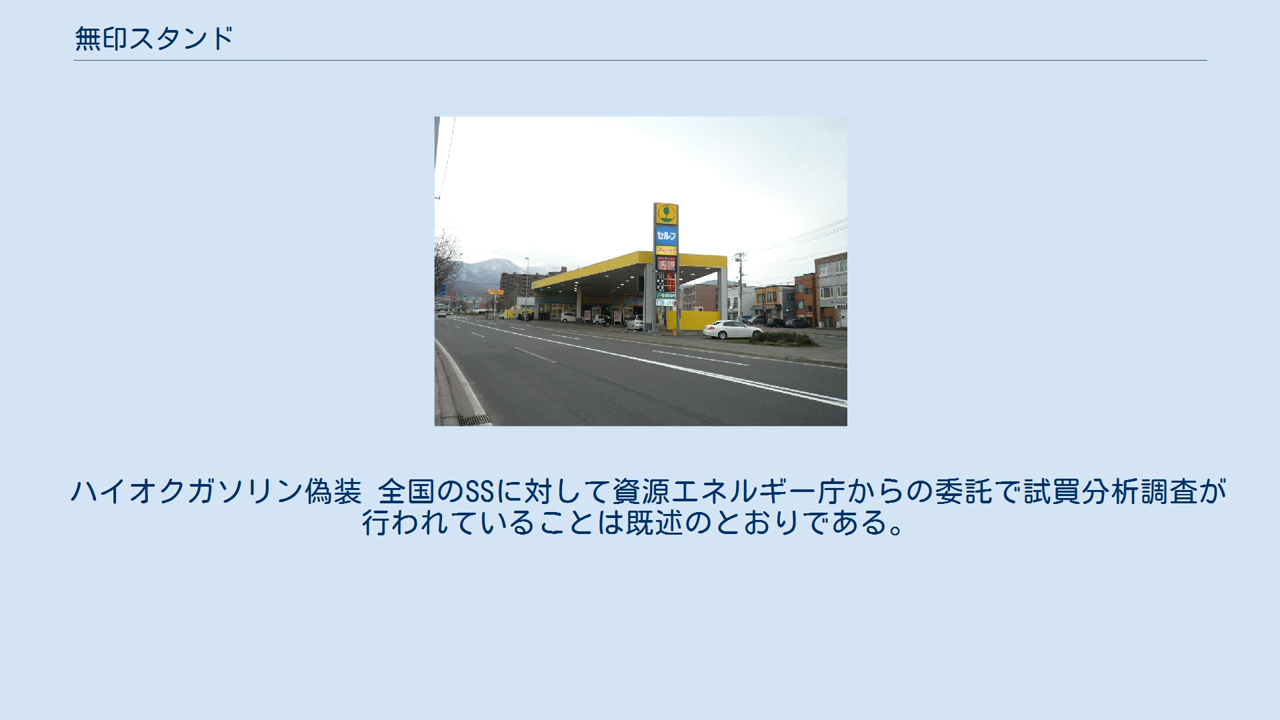 無印スタンド
セルフ
ハイオクガソリン偽装 全国のSSに対して資源エネルギー庁からの委託で試買分析調査が
行われていることは既述のとおりである。